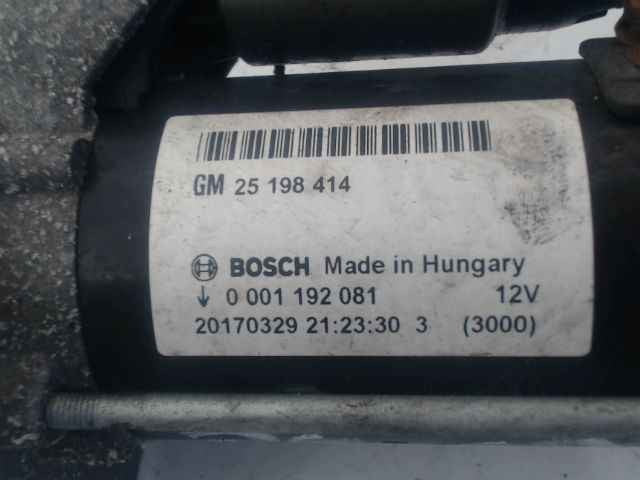 GM 25 198 414
BOSCH Made in Hungary
0 001 192 081 12V
20170329 21:23:30 3 (3000)